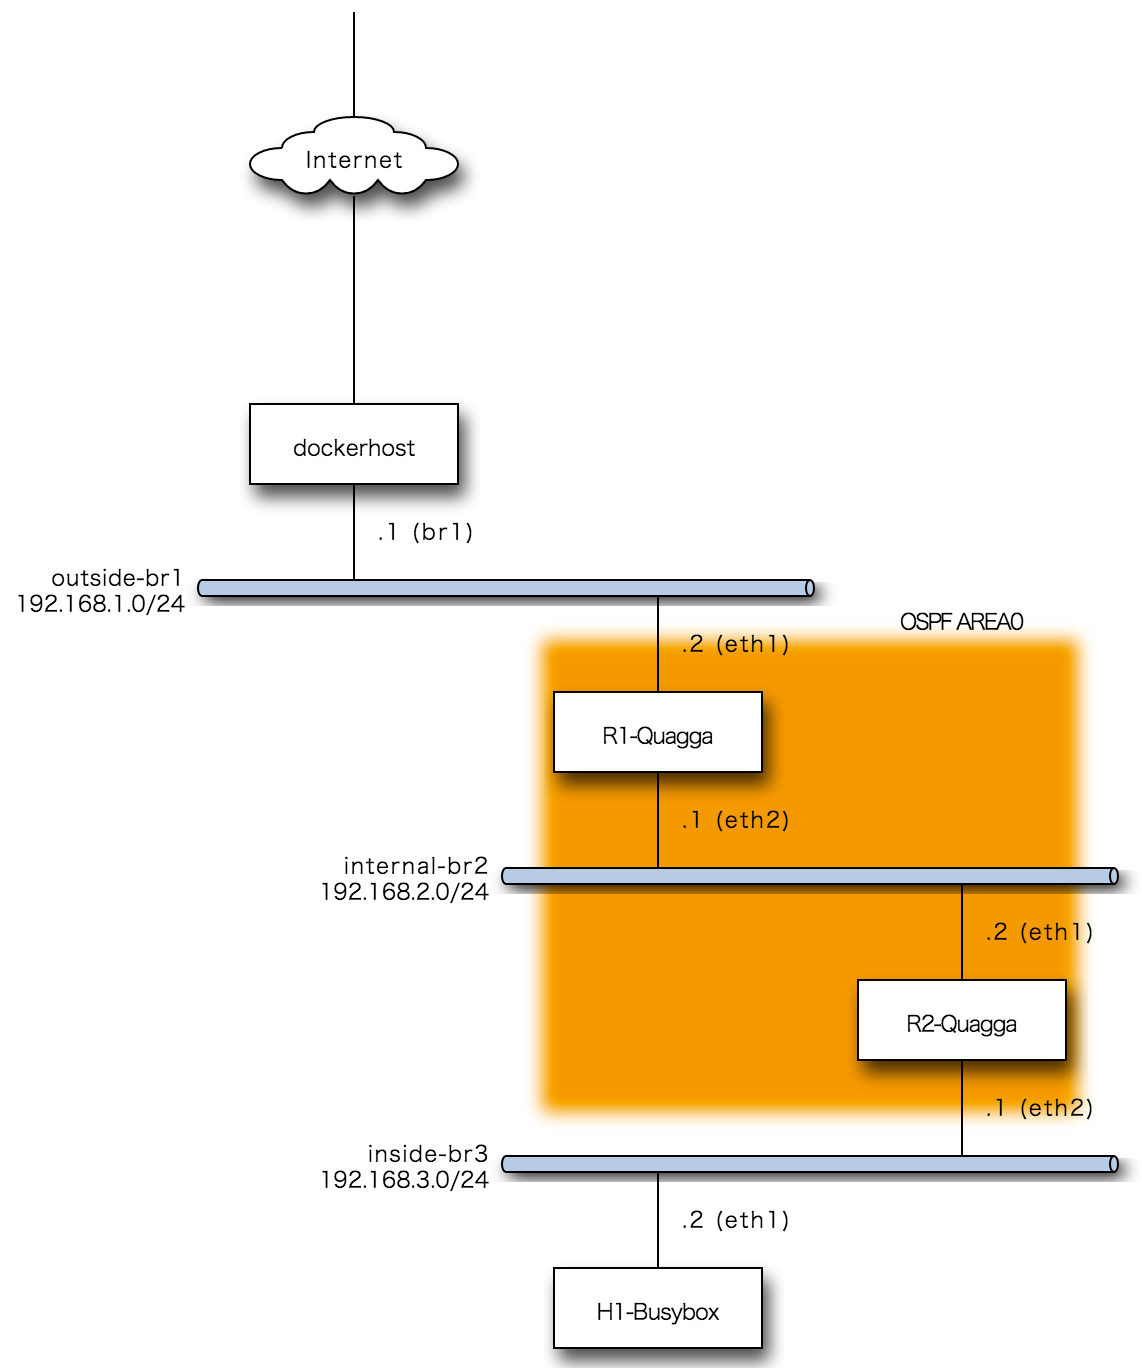 Internet
dockerhost
.1 (br1)
outside-br1
192.168.1.0/24
OSPF AREA0
.2 (eth1)
R1-Quagga
.1 (eth2)
internal-br2
192.168.2.0/24
.2 (eth1)
R2-Quagga
.1 (eth2)
inside-br3
192.168.3.0/24
.2 (eth1)
H1-Busybox